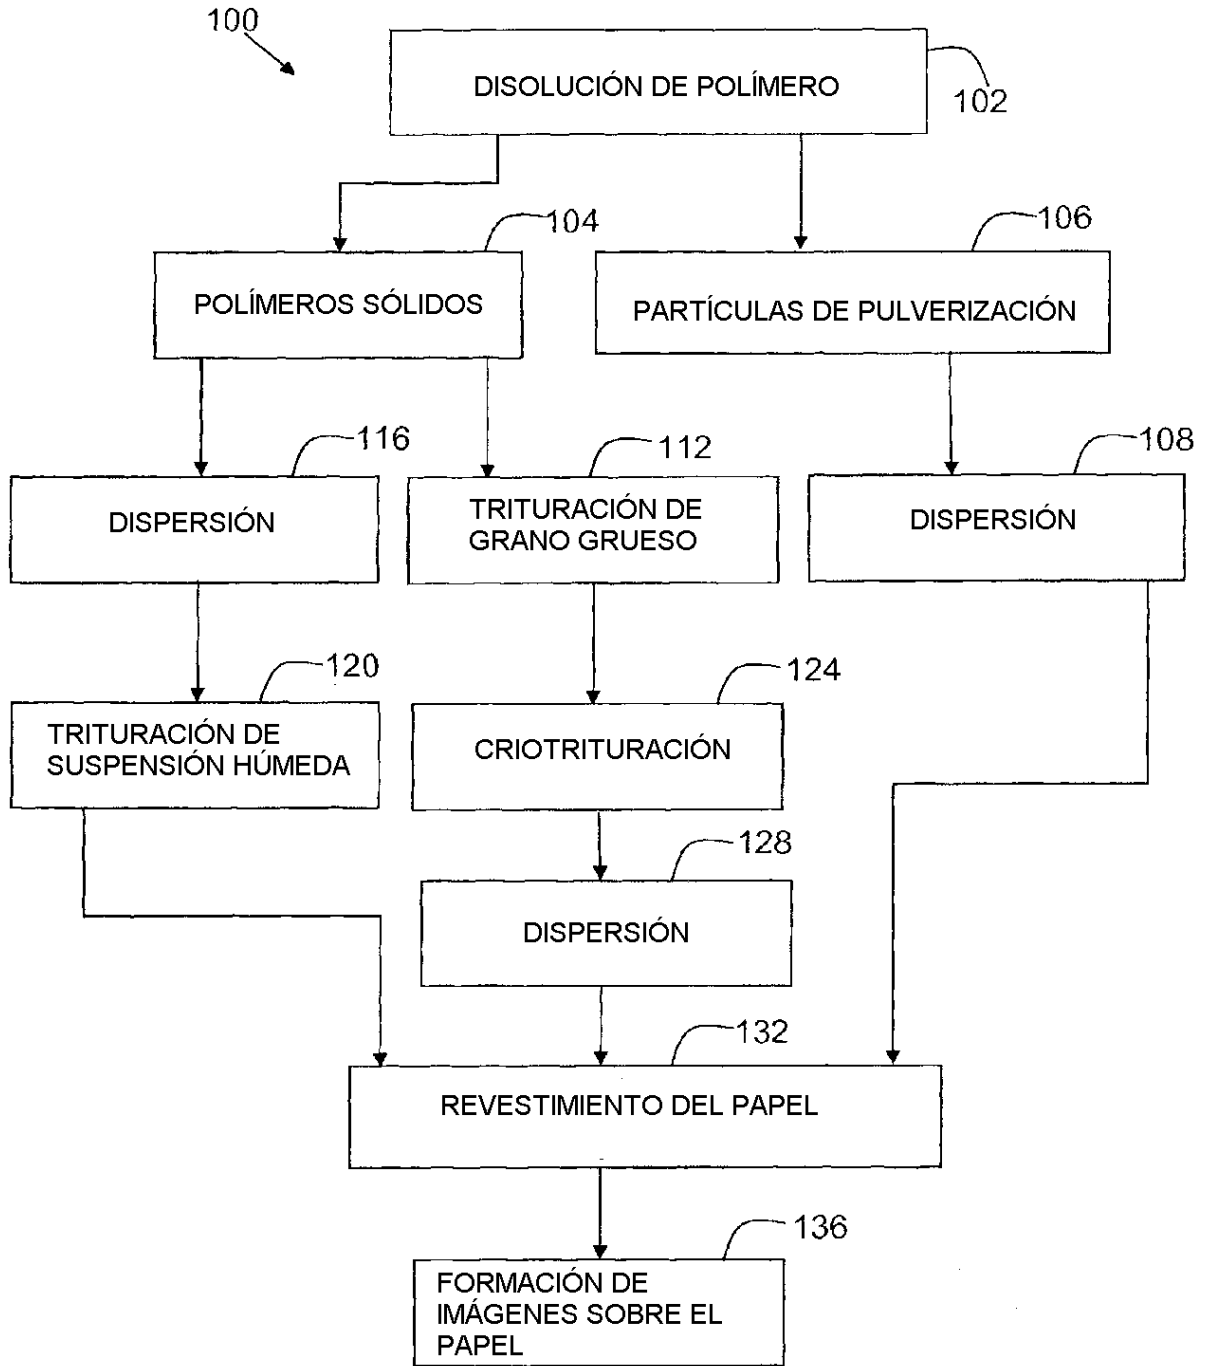 100
DISOLUCIÓN DE POLÍMERO
102
104
106
POLÍMEROS SÓLIDOS
PARTÍCULAS DE PULVERIZACIÓN
116
112
108
DISPERSIÓN
TRITURACIÓN DE
GRANO GRUESO
DISPERSIÓN
120
124
TRITURACIÓN DE
SUSPENSIÓN HÚMEDA
CRIOTRITURACIÓN
128
DISPERSIÓN
132
REVESTIMIENTO DEL PAPEL
136
FORMACIÓN DE
IMÁGENES SOBRE EL
PAPEL